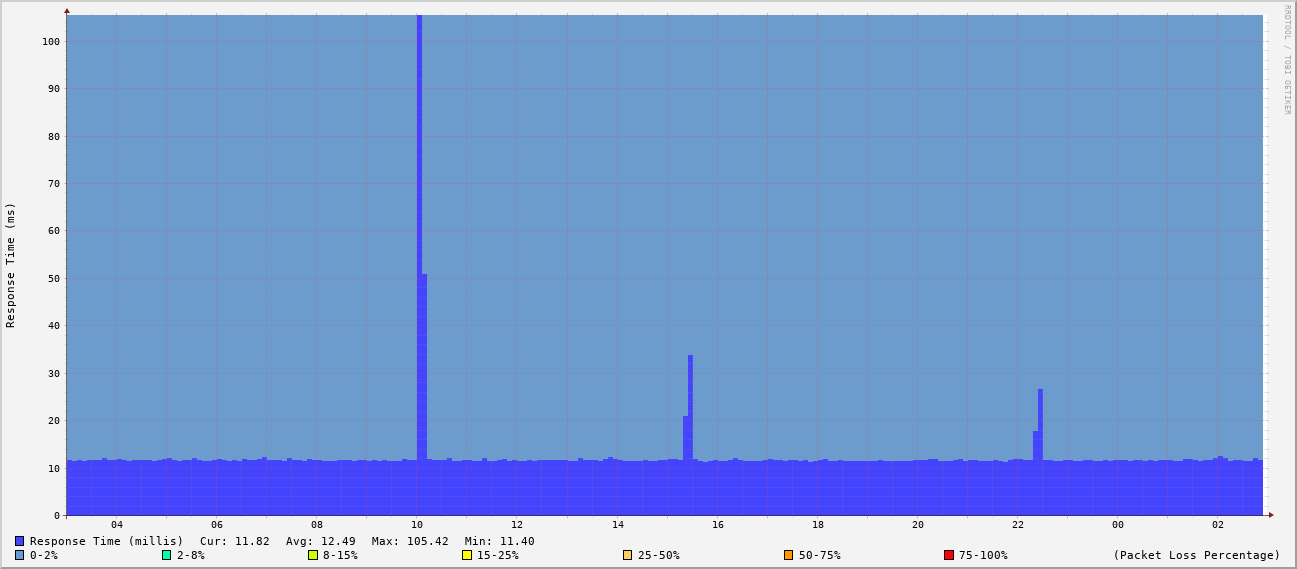 RRDTOOL / TOBI OETIKER
Response Time (ms)
100
90
80
70
60
50
40
30
20
10
0
04 06 08 10 12 14 16 18 20 22 00 02
Response Time (millis) Cur: 11.82 Avg: 12.49 Max: 105.42 Min: 11.40
0-2% 2-8% 8-15% 15-25% 25-50% 50-75% 75-100% (Packet Loss Percentage)